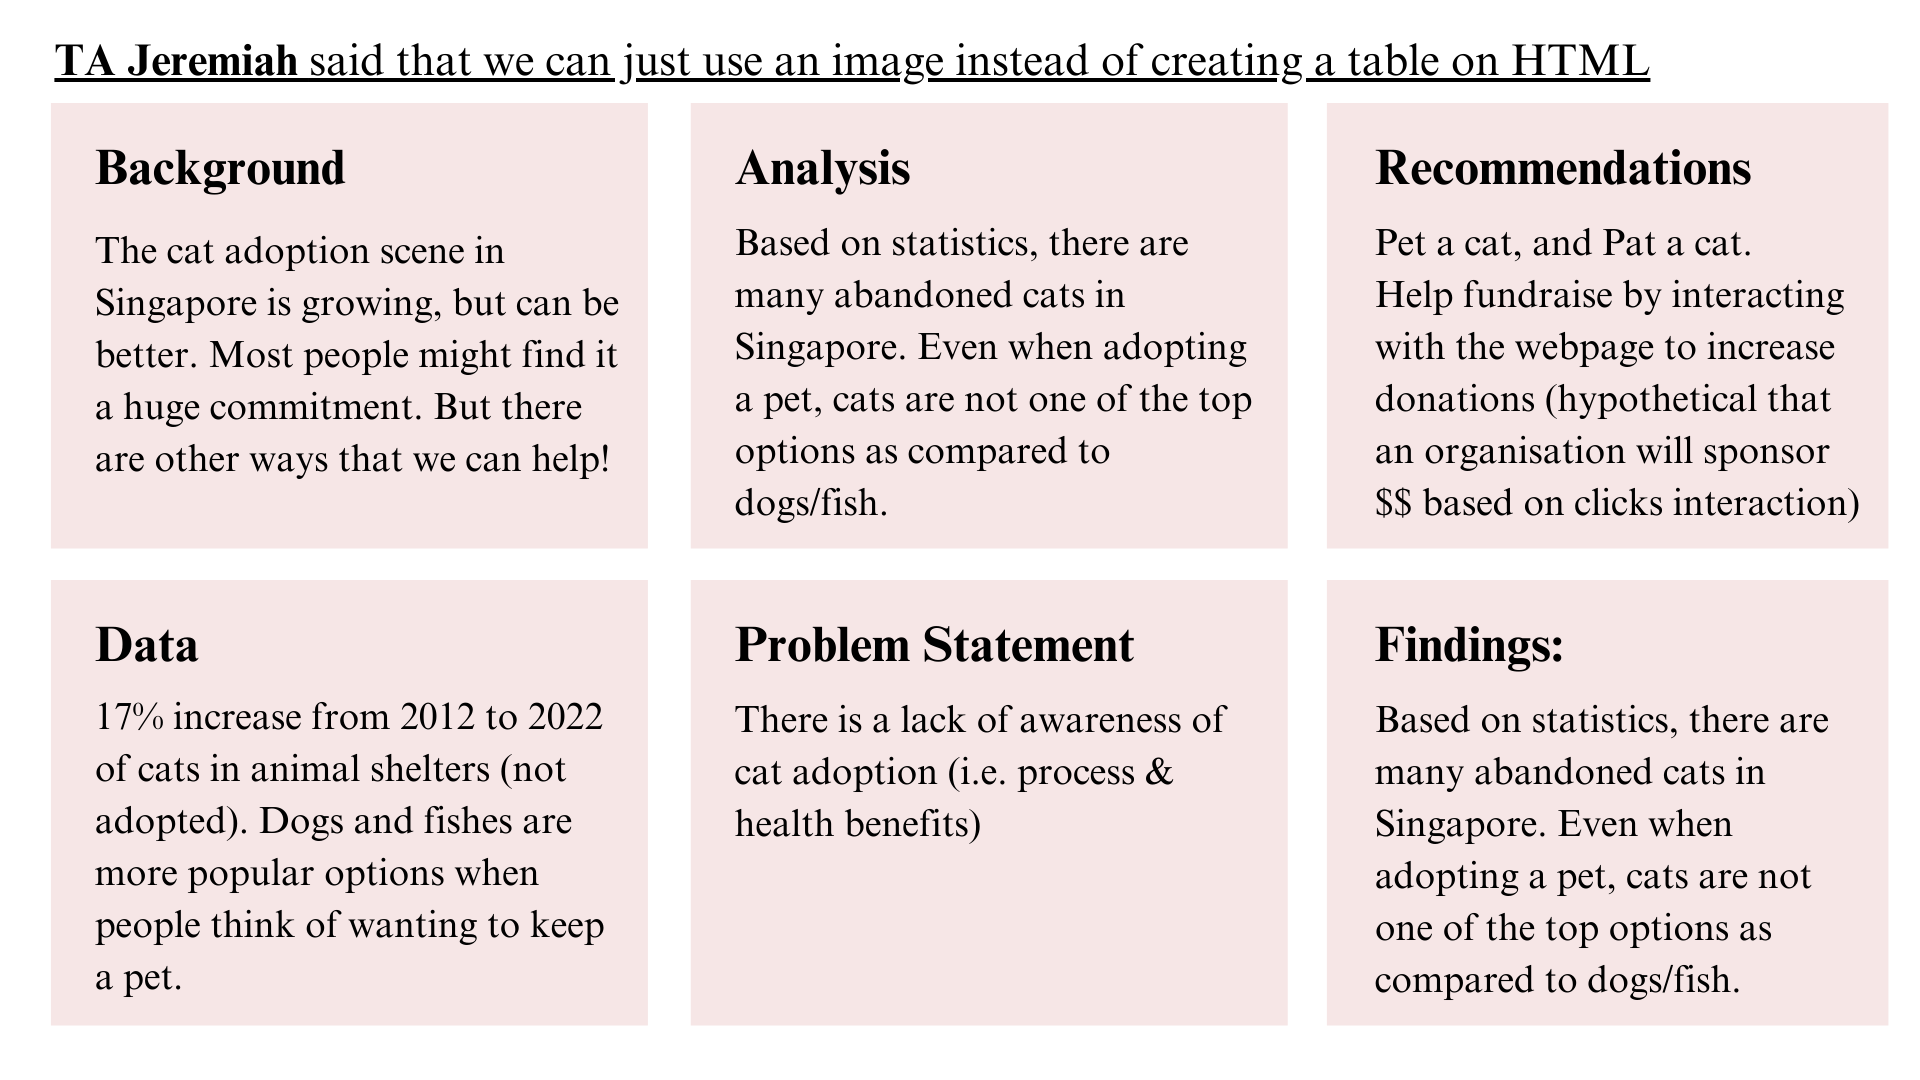 TA Jeremiah said that we can just use an image instead of creating a table on HTML
Background
The cat adoption scene in
Singapore is growing, but can be
better. Most people might find it
a huge commitment. But there
are other ways that we can help!
Analysis
Based on statistics, there are
many abandoned cats in
Singapore. Even when adopting
a pet, cats are not one of the top
options as compared to
dogs/fish.
Recommendations
Pet a cat, and Pat a cat.
Help fundraise by interacting
with the webpage to increase
donations (hypothetical that
an organisation will sponsor
$$ based on clicks interaction)
Data
17% increase from 2012 to 2022
of cats in animal shelters (not
adopted). Dogs and fishes are
more popular options when
people think of wanting to keep
a pet.
Problem Statement
There is a lack of awareness of
cat adoption (i.e. process &
health benefits)
Findings:
Based on statistics, there are
many abandoned cats in
Singapore. Even when
adopting a pet, cats are not
one of the top options as
compared to dogs/fish.